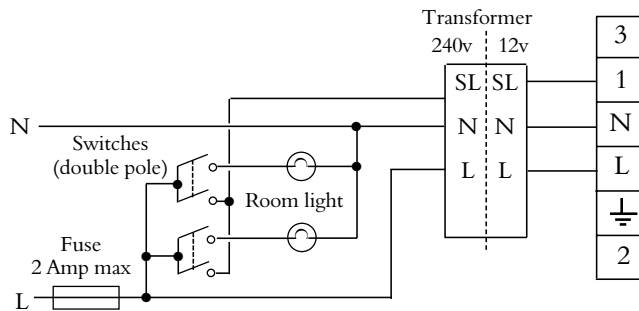 Transformer
240v 12v
3
SL SL 1
N N N N
Switches
(double pole)
L L L
Room light
Fuse
2 Amp max
2
L